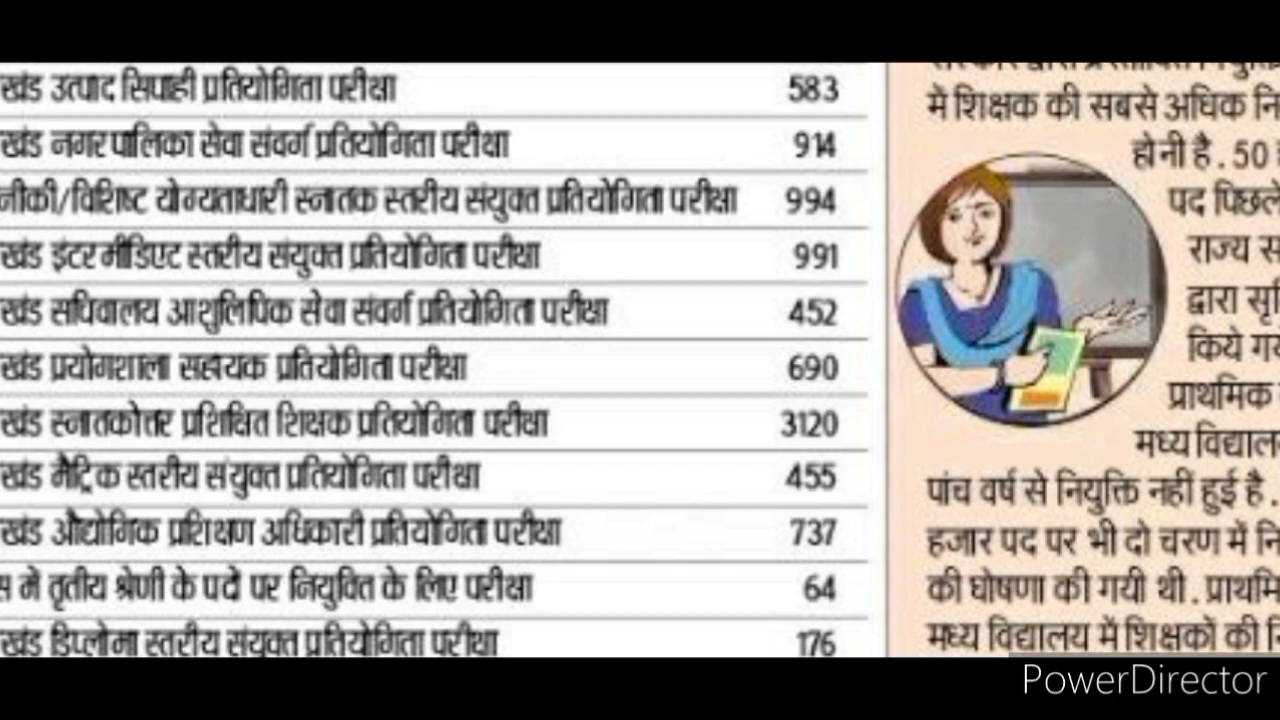 खंड उत्पाद सिपाही प्रतियोगिता परीक्षा 583
खंड नगरपालिका सेवा संवर्ग प्रतियोगिता परीक्षा 914
नीकी/विशिष्ट योग्यताधारी स्नातक स्तरीय संयुक्त प्रतियोगिता परीक्षा 994
खंड इंटरमीडिएट स्तरीय संयुक्त प्रतियोगिता परीक्षा 991
खंड सचिवालय आशुलिपिक सेवा संवर्ग प्रतियोगिता परीक्षा 452
खंड प्रयोगशाला सहायक प्रतियोगिता परीक्षा 690
खंड स्नातकोत्तर प्रशिक्षित शिक्षक प्रतियोगिता परीक्षा 3120
खंड मैट्रिक स्तरीय संयुक्त प्रतियोगिता परीक्षा 455
खंड औद्योगिक प्रशिक्षण अधिकारी प्रतियोगिता परीक्षा 737
स में तृतीय श्रेणी के पदों पर नियुक्ति के लिए परीक्षा 64
खंड डिप्लोमा स्तरीय संयुक्त प्रतियोगिता परीक्षा 176
में शिक्षक की सबसे अधिक नि
होनी है. 50
पद पिछले
राज्य स
द्वारा सृ
किये गय
प्राथमिक
मध्य विद्यालय
पांच वर्ष से नियुक्ति नहीं हुई है.
हजार पद पर भी दो चरण में नि
की घोषणा की गयी थी. प्राथमि
मध्य विद्यालय में शिक्षकों की नि
PowerDirector